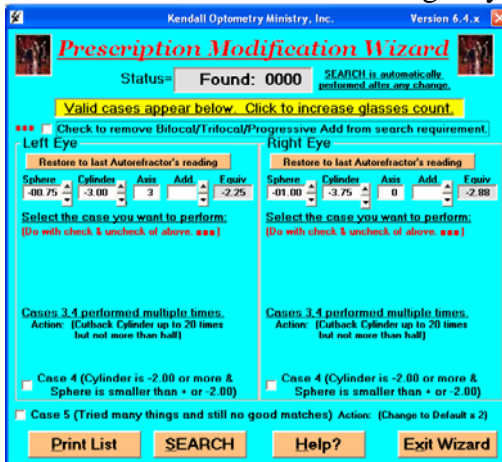 Kendall Optometry Ministry, Inc. Version 6.4.x
Prescription Modification Wizard
Status= Found: 0000 SEARCH is automatically
performed after any change.
Valid cases appear below. Click to increase glasses count.
*** Check to remove Bifocal/Trifocal/Progressive Add from search requirement.
Left Eye
Restore to last Autorefractor's reading
Sphere Cylinder Axis Add. Equiv
-00.75 -3.00 3 -2.25
Select the case you want to perform:
(Do with check & uncheck of above. ***)
Cases 3,4 performed multiple times.
Action: (Cutback Cylinder up to 20 times
but not more than half)
Case 4 (Cylinder is -2.00 or more &
Sphere is smaller than + or -2.00)
Right Eye
Restore to last Autorefractor's reading
Sphere Cylinder Axis Add. Equiv
-01.00 -3.75 0 -2.88
Select the case you want to perform:
(Do with check & uncheck of above. ***)
Cases 3,4 performed multiple times.
Action: (Cutback Cylinder up to 20 times
but not more than half)
Case 4 (Cylinder is -2.00 or more &
Sphere is smaller than + or -2.00)
Case 5 (Tried many things and still no good matches) Action: (Change to Default x 2)
Print List SEARCH Help? Exit Wizard